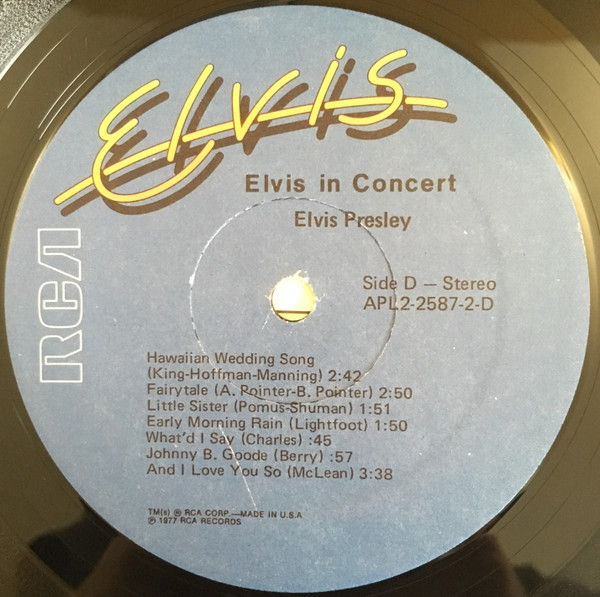 Elvis
Elvis in Concert
Elvis Presley
RCA
Side D — Stereo
APL2-2587-2-D
Hawaiian Wedding Song
(King-Hoffman-Manning) 2:42
Fairytale (A. Pointer-B. Pointer) 2:50
Little Sister (Pomus-Shuman) 1:51
Early Morning Rain (Lightfoot) 1:50
What'd I Say (Charles) :45
Johnny B. Goode (Berry) :57
And I Love You So (McLean) 3:38
TM(s) ® RCA CORP.—MADE IN U.S.A
℗ 1977 RCA RECORDS